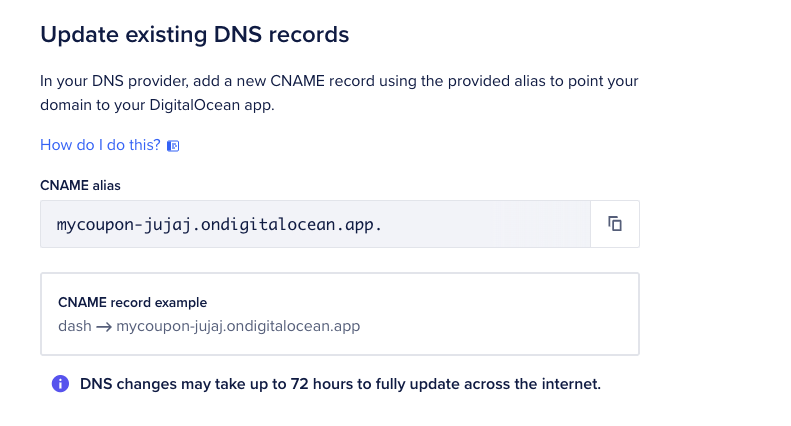 Update existing DNS records
In your DNS provider, add a new CNAME record using the provided alias to point your
domain to your DigitalOcean app.
How do I do this?
CNAME alias
mycoupon-jujaj.ondigitalocean.app.
CNAME record example
dash → mycoupon-jujaj.ondigitalocean.app
DNS changes may take up to 72 hours to fully update across the internet.